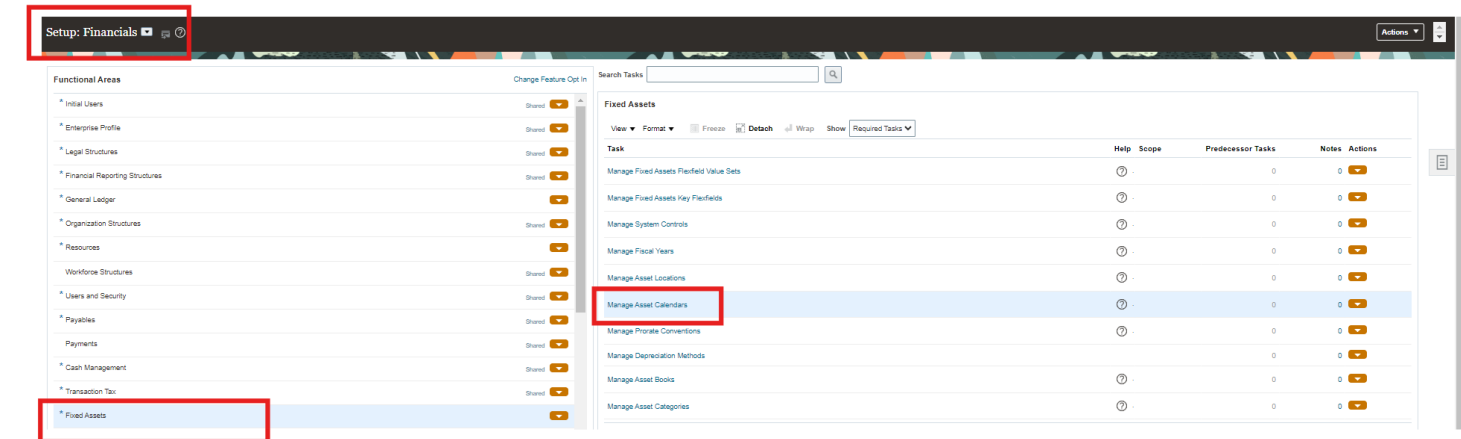 Setup: Financials
Actions
Functional Areas
Change Feature Opt In
* Initial Users Shared
* Enterprise Profile Shared
* Legal Structures Shared
* Financial Reporting Structures Shared
* General Ledger
* Organization Structures Shared
* Resources
Workforce Structures Shared
* Users and Security Shared
* Payables Shared
Payments Shared
* Cash Management Shared
* Transaction Tax Shared
* Fixed Assets
Search Tasks
Fixed Assets
View Format Freeze Detach Wrap Show Required Tasks
Task Help Scope Predecessor Tasks Notes Actions
Manage Fixed Assets Flexfield Value Sets ? - 0 0
Manage Fixed Assets Key Flexfields ? - 0 0
Manage System Controls ? - 0 0
Manage Fiscal Years ? - 0 0
Manage Asset Locations ? - 0 0
Manage Asset Calendars ? - 0 0
Manage Prorate Conventions ? - 0 0
Manage Depreciation Methods 0 0
Manage Asset Books ? - 0 0
Manage Asset Categories ? - 0 0